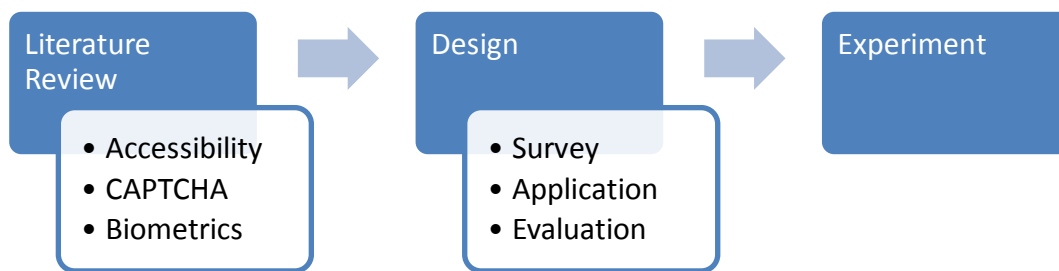 Literature
Review
• Accessibility
• CAPTCHA
• Biometrics
Design
• Survey
• Application
• Evaluation
Experiment